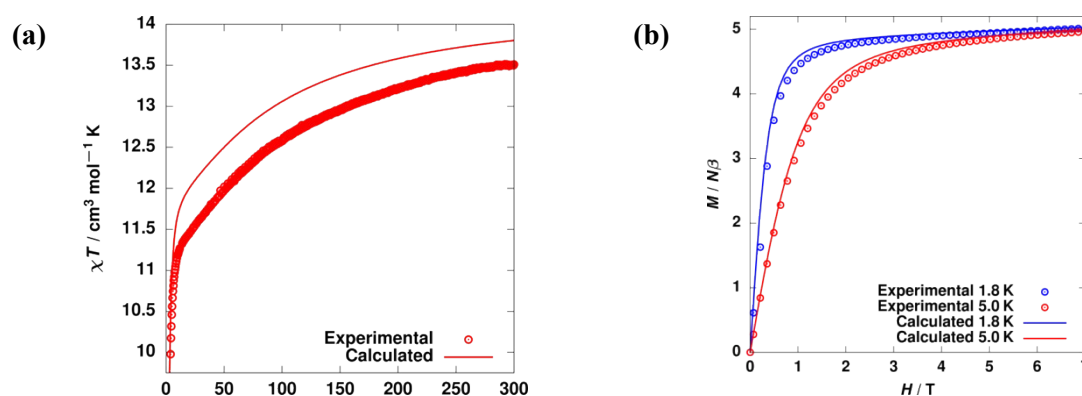 (a)
χT / cm³ mol⁻¹ K
14
13.5
13
12.5
12
11.5
11
10.5
10
Experimental
Calculated
0 50 100 150 200 250 300
(b)
M / Nβ
5
4
3
2
1
0
Experimental 1.8 K
Experimental 5.0 K
Calculated 1.8 K
Calculated 5.0 K
0 1 2 3 4 5 6
H / T